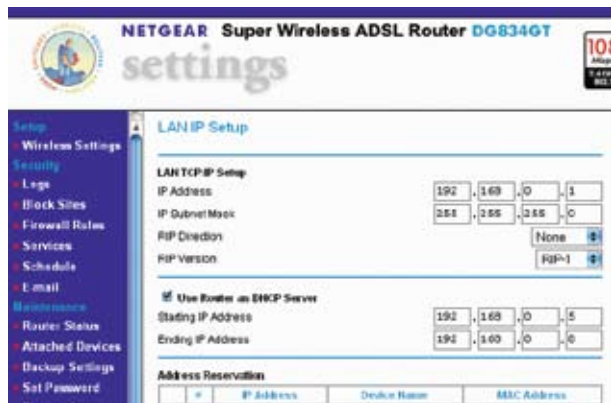 NETGEAR Super Wireless ADSL Router DG834GT
settings
108
Setup
Wireless Settings
Security
Logs
Block Sites
Firewall Rules
Services
Schedule
E-mail
Maintenance
Router Status
Attached Devices
Backup Settings
Set Password
LAN IP Setup
LAN TCP/IP Setup
IP Address 192 . 168 . 0 . 1
IP Subnet Mask 255 . 255 . 255 . 0
RIP Direction None
RIP Version RIP-1
Use Router as DHCP Server
Starting IP Address 192 . 168 . 0 . 5
Ending IP Address 192 . 168 . 0
Address Reservation
# IP Address Device Name MAC Address